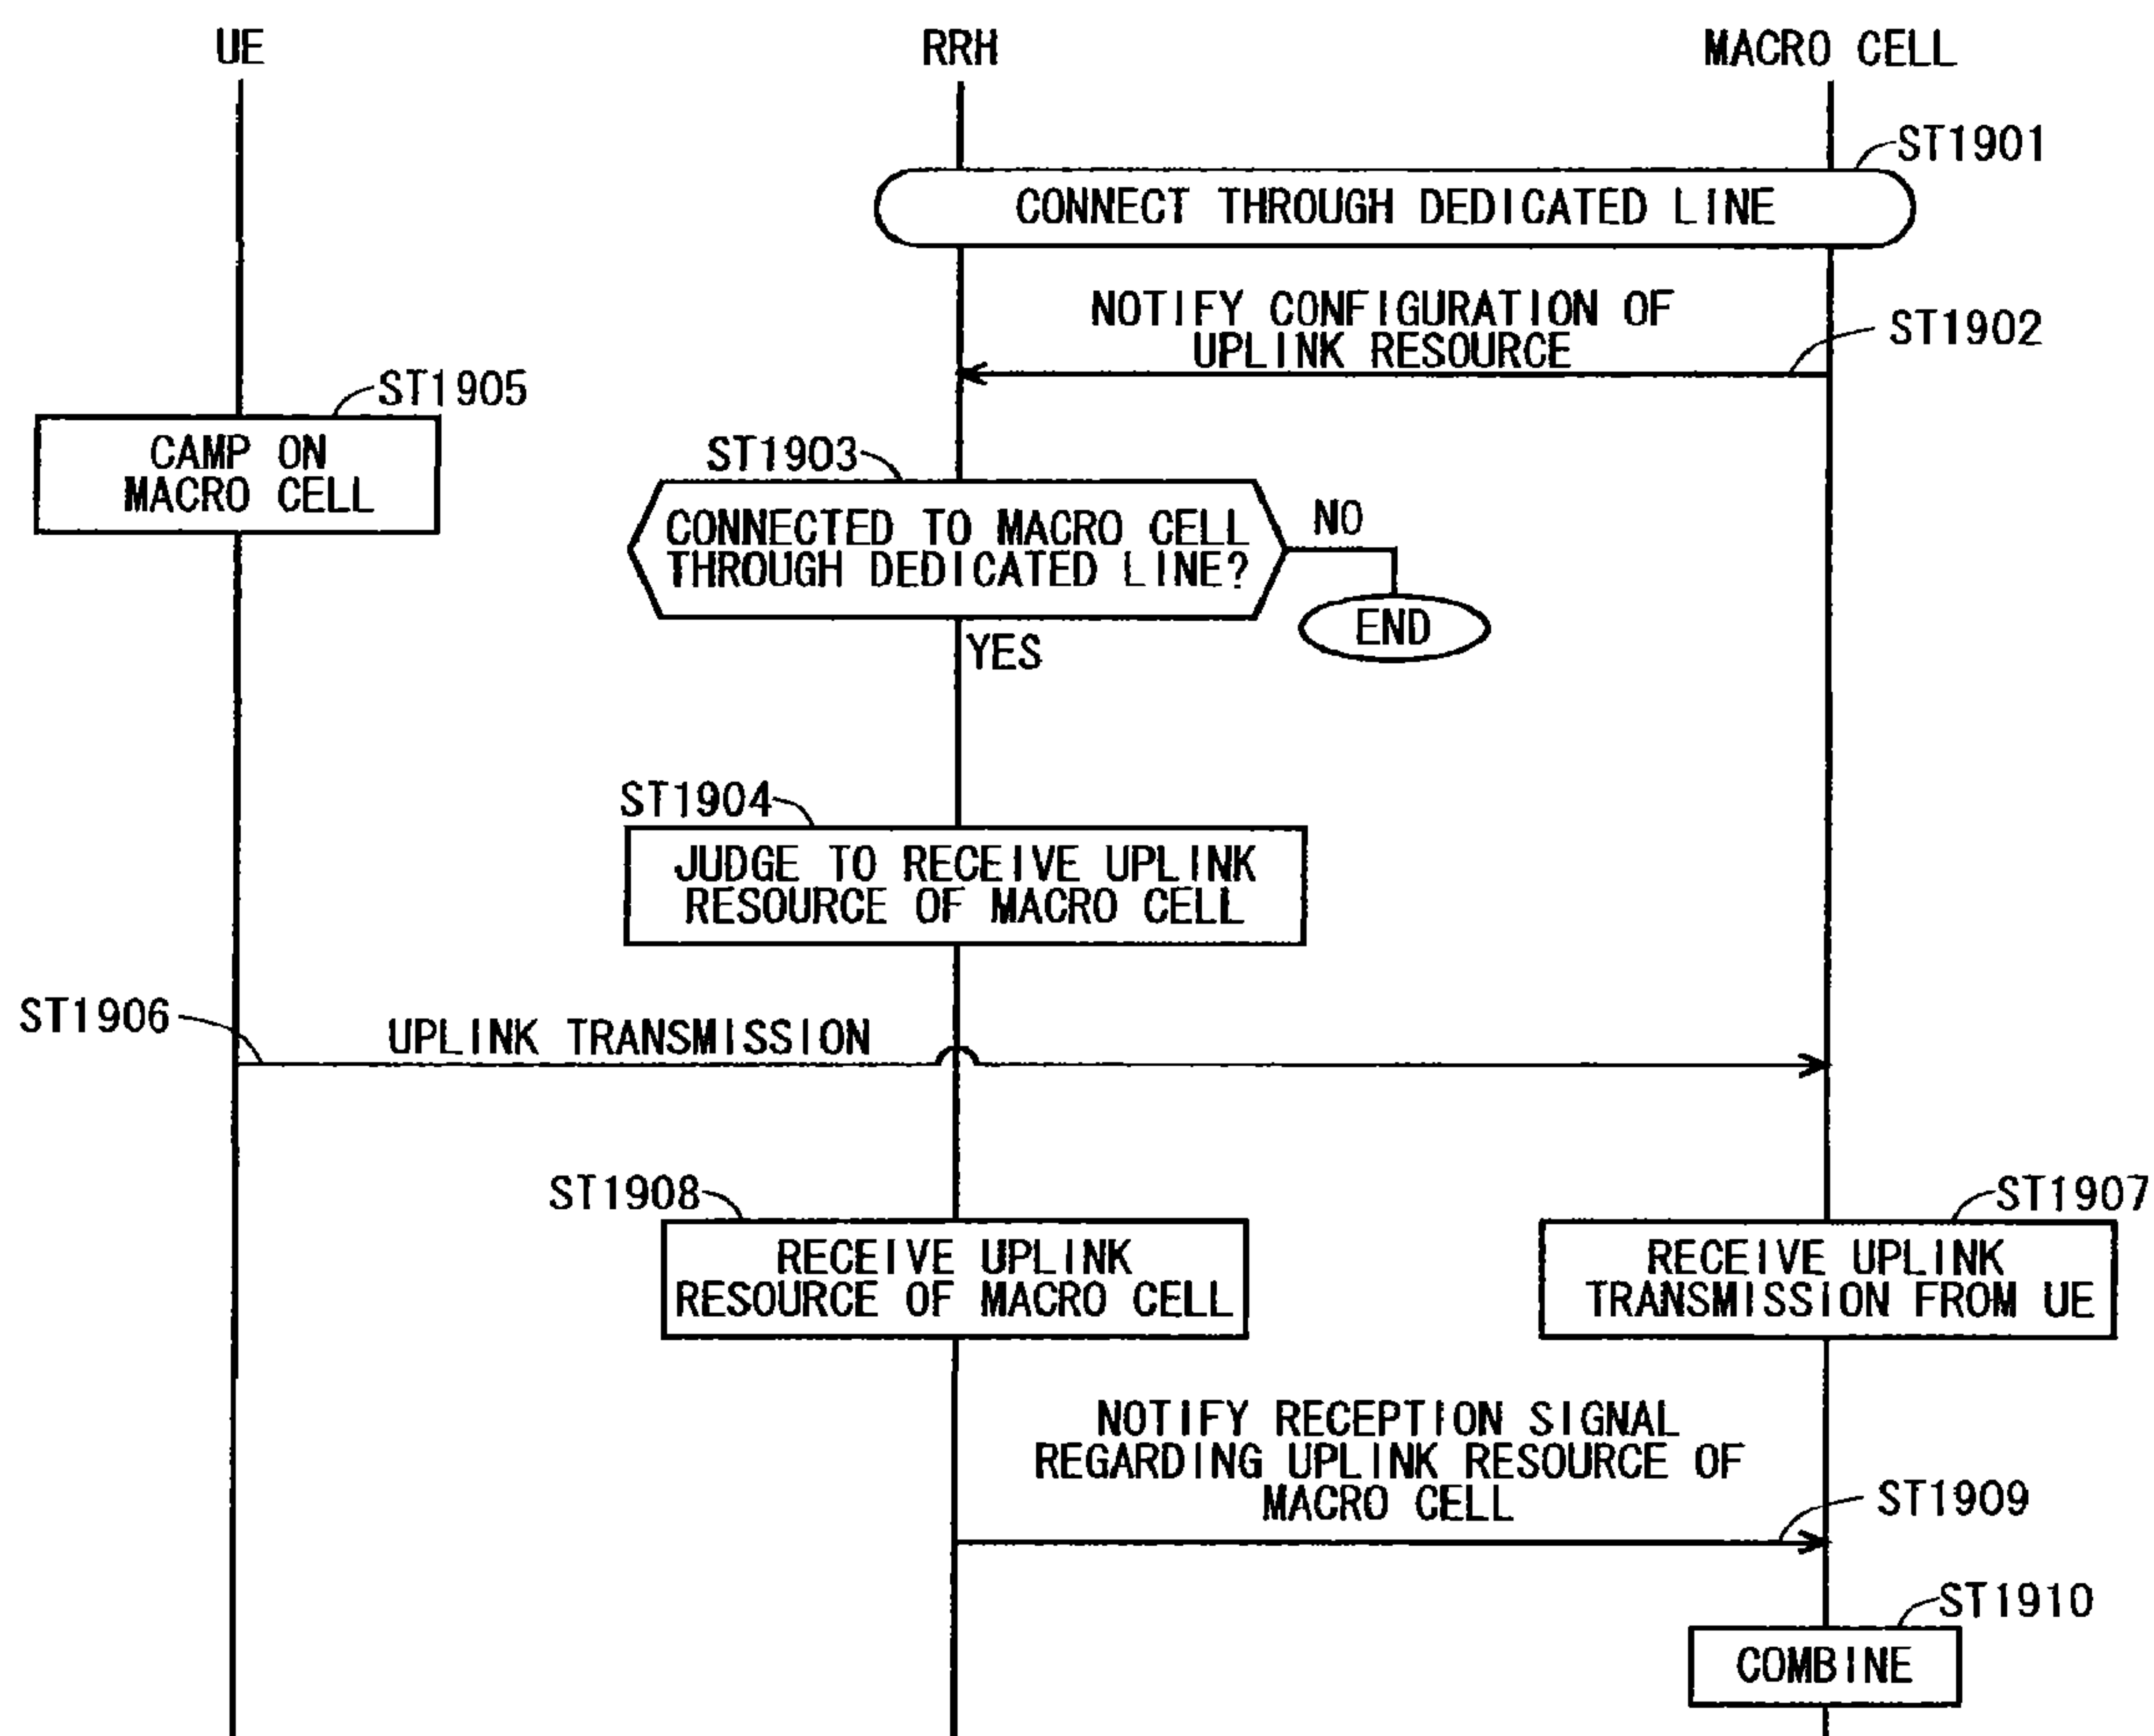 UE
RRH
MACRO CELL
ST1901
CONNECT THROUGH DEDICATED LINE
NOTIFY CONFIGURATION OF
UPLINK RESOURCE
ST1902
ST1905
CAMP ON
MACRO CELL
ST1903
CONNECTED TO MACRO CELL
THROUGH DEDICATED LINE?
NO
END
YES
ST1904
JUDGE TO RECEIVE UPLINK
RESOURCE OF MACRO CELL
ST1906
UPLINK TRANSMISSION
ST1908
RECEIVE UPLINK
RESOURCE OF MACRO CELL
ST1907
RECEIVE UPLINK
TRANSMISSION FROM UE
NOTIFY RECEPTION SIGNAL
REGARDING UPLINK RESOURCE OF
MACRO CELL
ST1909
ST1910
COMBINE